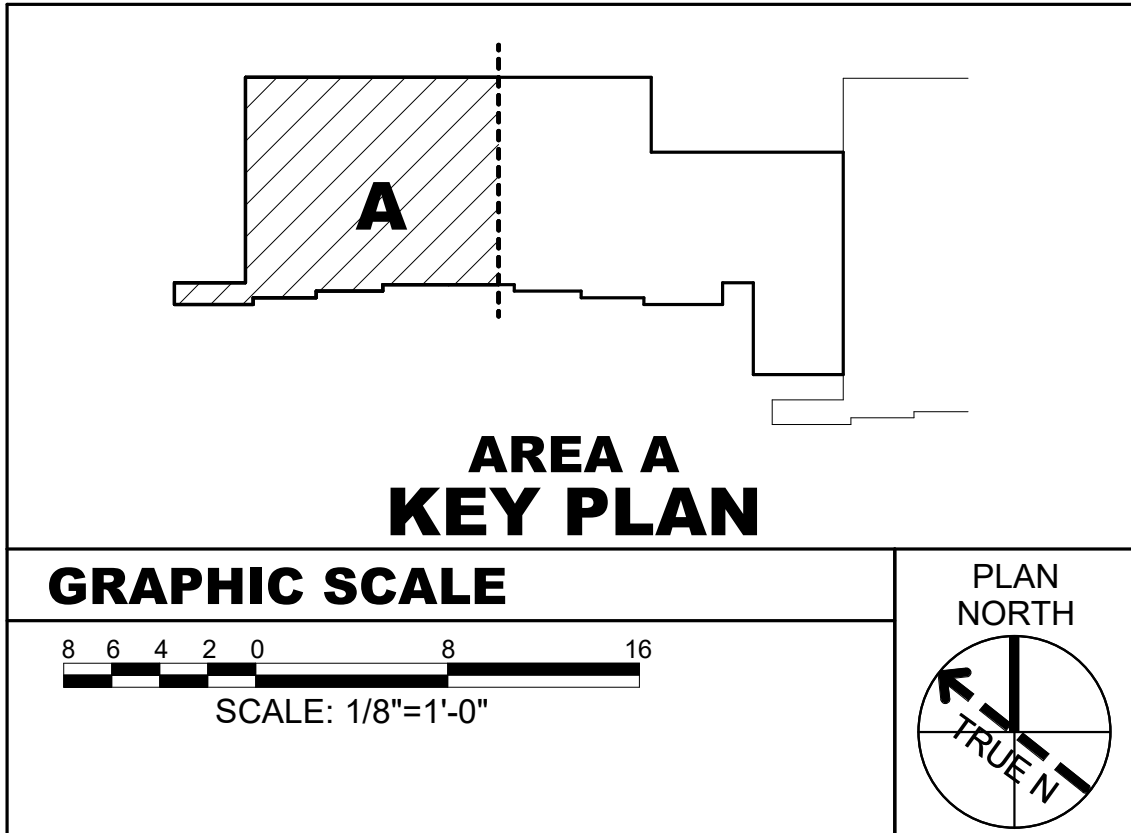 A
AREA A
KEY PLAN
GRAPHIC SCALE
8 6 4 2 0 8 16
SCALE: 1/8"=1'-0"
PLAN
NORTH
TRUE N